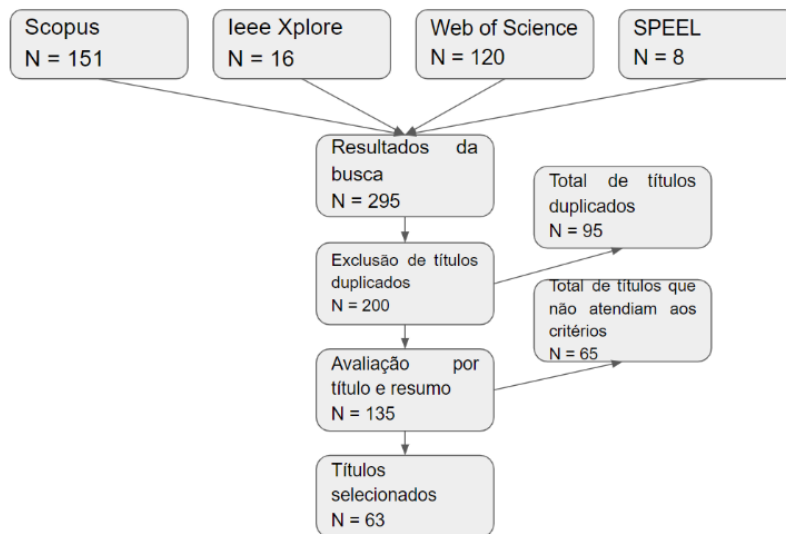 Scopus
N = 151
Ieee Xplore
N = 16
Web of Science
N = 120
SPEEL
N = 8
Resultados da
busca
N = 295
Total de títulos
duplicados
N = 95
Exclusão de títulos
duplicados
N = 200
Total de títulos que
não atendiam aos
critérios
N = 65
Avaliação por
título e resumo
N = 135
Títulos
selecionados
N = 63